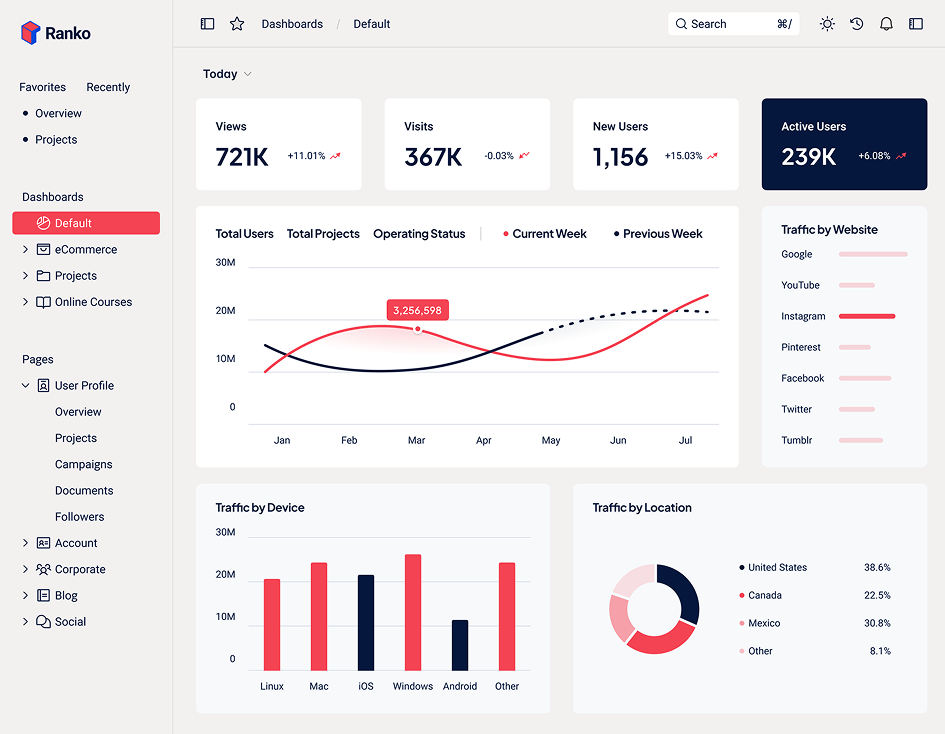 Ranko
Favorites Recently
Overview
Projects
Dashboards
Default
eCommerce
Projects
Online Courses
Pages
User Profile
Overview
Projects
Campaigns
Documents
Followers
Account
Corporate
Blog
Social
Dashboards / Default
Search ⌘/
Today
Views
721K +11.01%
Visits
367K -0.03%
New Users
1,156 +15.03%
Active Users
239K +6.08%
Total Users Total Projects Operating Status | • Current Week • Previous Week
30M
20M
10M
0
3,256,598
Jan Feb Mar Apr May Jun Jul
Traffic by Website
Google
YouTube
Instagram
Pinterest
Facebook
Twitter
Tumblr
Traffic by Device
30M
20M
10M
0
Linux Mac iOS Windows Android Other
Traffic by Location
United States 38.6%
Canada 22.5%
Mexico 30.8%
Other 8.1%